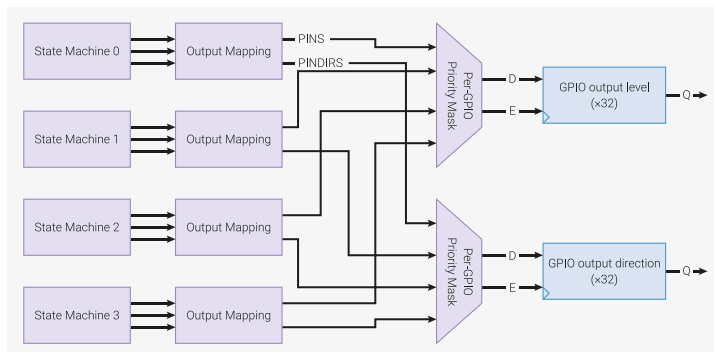 State Machine 0
Output Mapping
PINS
PINDIRS
Per-GPIO
Priority Mask
D
E
GPIO output level
(×32)
Q
State Machine 1
Output Mapping
State Machine 2
Output Mapping
Per-GPIO
Priority Mask
D
E
GPIO output direction
(×32)
Q
State Machine 3
Output Mapping